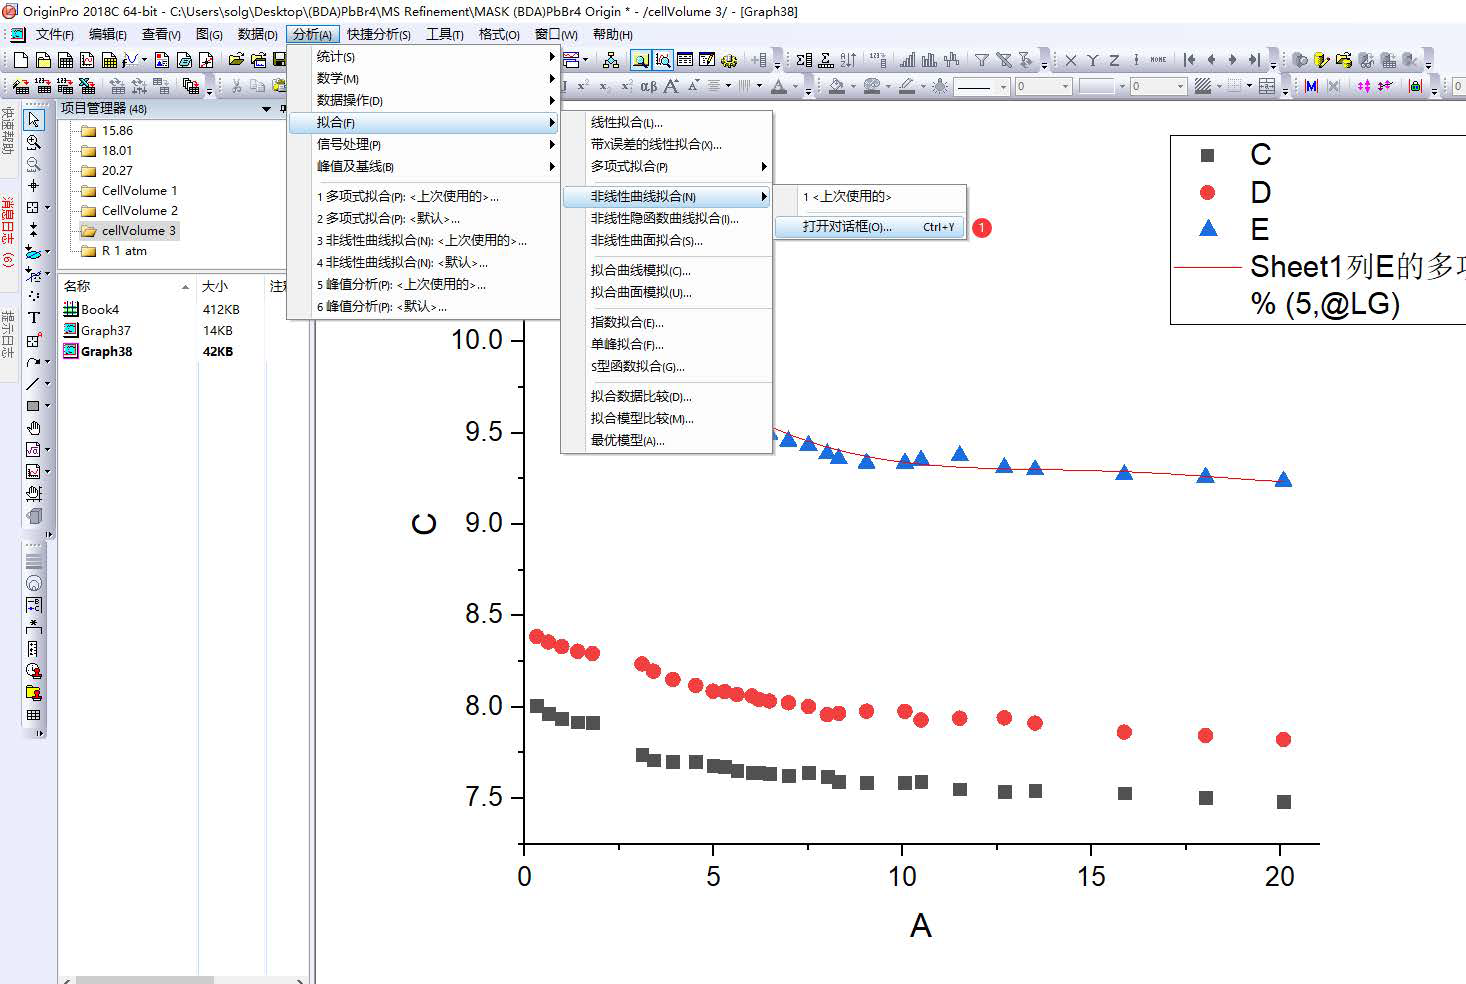 OriginPro 2018C 64-bit - C:\Users\solg\Desktop\(BDA)PbBr4\MS Refinement\MASK (BDA)PbBr4 Origin * - /cellVolume 3/ - [Graph38]
文件(F) 编辑(E) 查看(V) 图(G) 数据(D) 分析(A) 快捷分析(S) 工具(T) 格式(O) 窗口(W) 帮助(H)
快速帮助
消息日志 (6)
提示日志
项目管理器 (48)
15.86
18.01
20.27
CellVolume 1
CellVolume 2
cellVolume 3
R 1 atm
名称 大小 注释
Book4 412KB
Graph37 14KB
Graph38 42KB
统计(S)
数学(M)
数据操作(D)
拟合(F)
信号处理(P)
峰值及基线(B)
1 多项式拟合(P): <上次使用的>...
2 多项式拟合(P): <默认>...
3 非线性曲线拟合(N): <上次使用的>...
4 非线性曲线拟合(N): <默认>...
5 峰值分析(P): <上次使用的>...
6 峰值分析(P): <默认>...
线性拟合(L)...
带X误差的线性拟合(X)...
多项式拟合(P)
非线性曲线拟合(N)
非线性隐函数曲线拟合(I)...
非线性曲面拟合(S)...
拟合曲线模拟(C)...
拟合曲面模拟(U)...
指数拟合(E)...
单峰拟合(F)...
S型函数拟合(G)...
拟合数据比较(D)...
拟合模型比较(M)...
最优模型(A)...
1 <上次使用的>
打开对话框(O)... Ctrl+Y
1
C
D
E
Sheet1列E的多项
% (5,@LG)
10.0
9.5
9.0
8.5
8.0
7.5
C
0 5 10 15 20
A